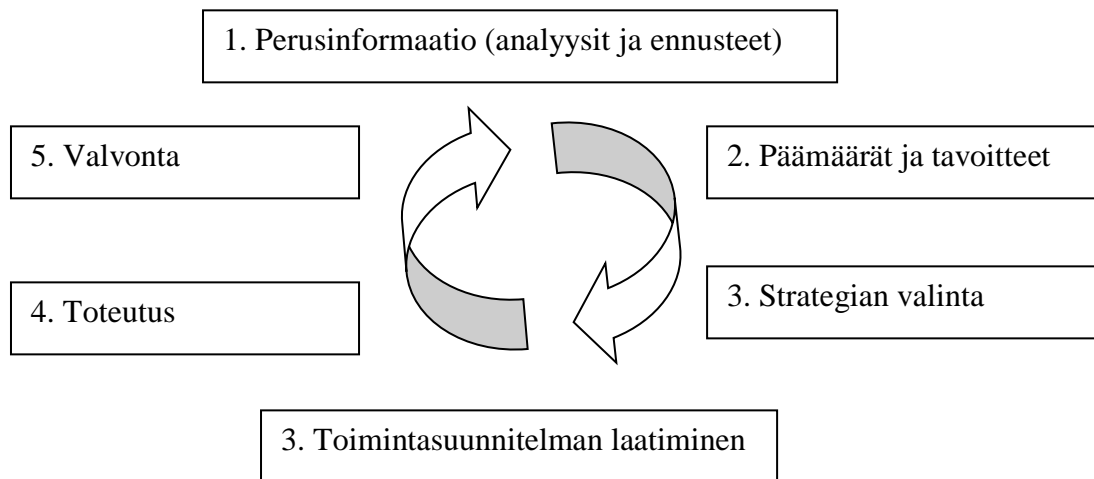 1. Perusinformaatio (analyysit ja ennusteet)
2. Päämäärät ja tavoitteet
3. Strategian valinta
3. Toimintasuunnitelman laatiminen
4. Toteutus
5. Valvonta